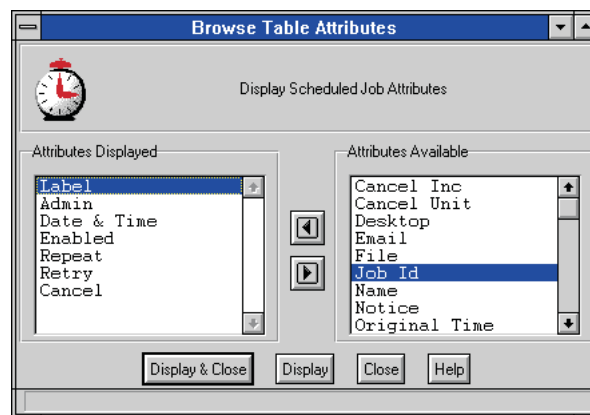 Browse Table Attributes
Display Scheduled Job Attributes
Attributes Displayed
Label
Admin
Date & Time
Enabled
Repeat
Retry
Cancel
Attributes Available
Cancel Inc
Cancel Unit
Desktop
Email
File
Job Id
Name
Notice
Original Time
Display & Close
Display
Close
Help